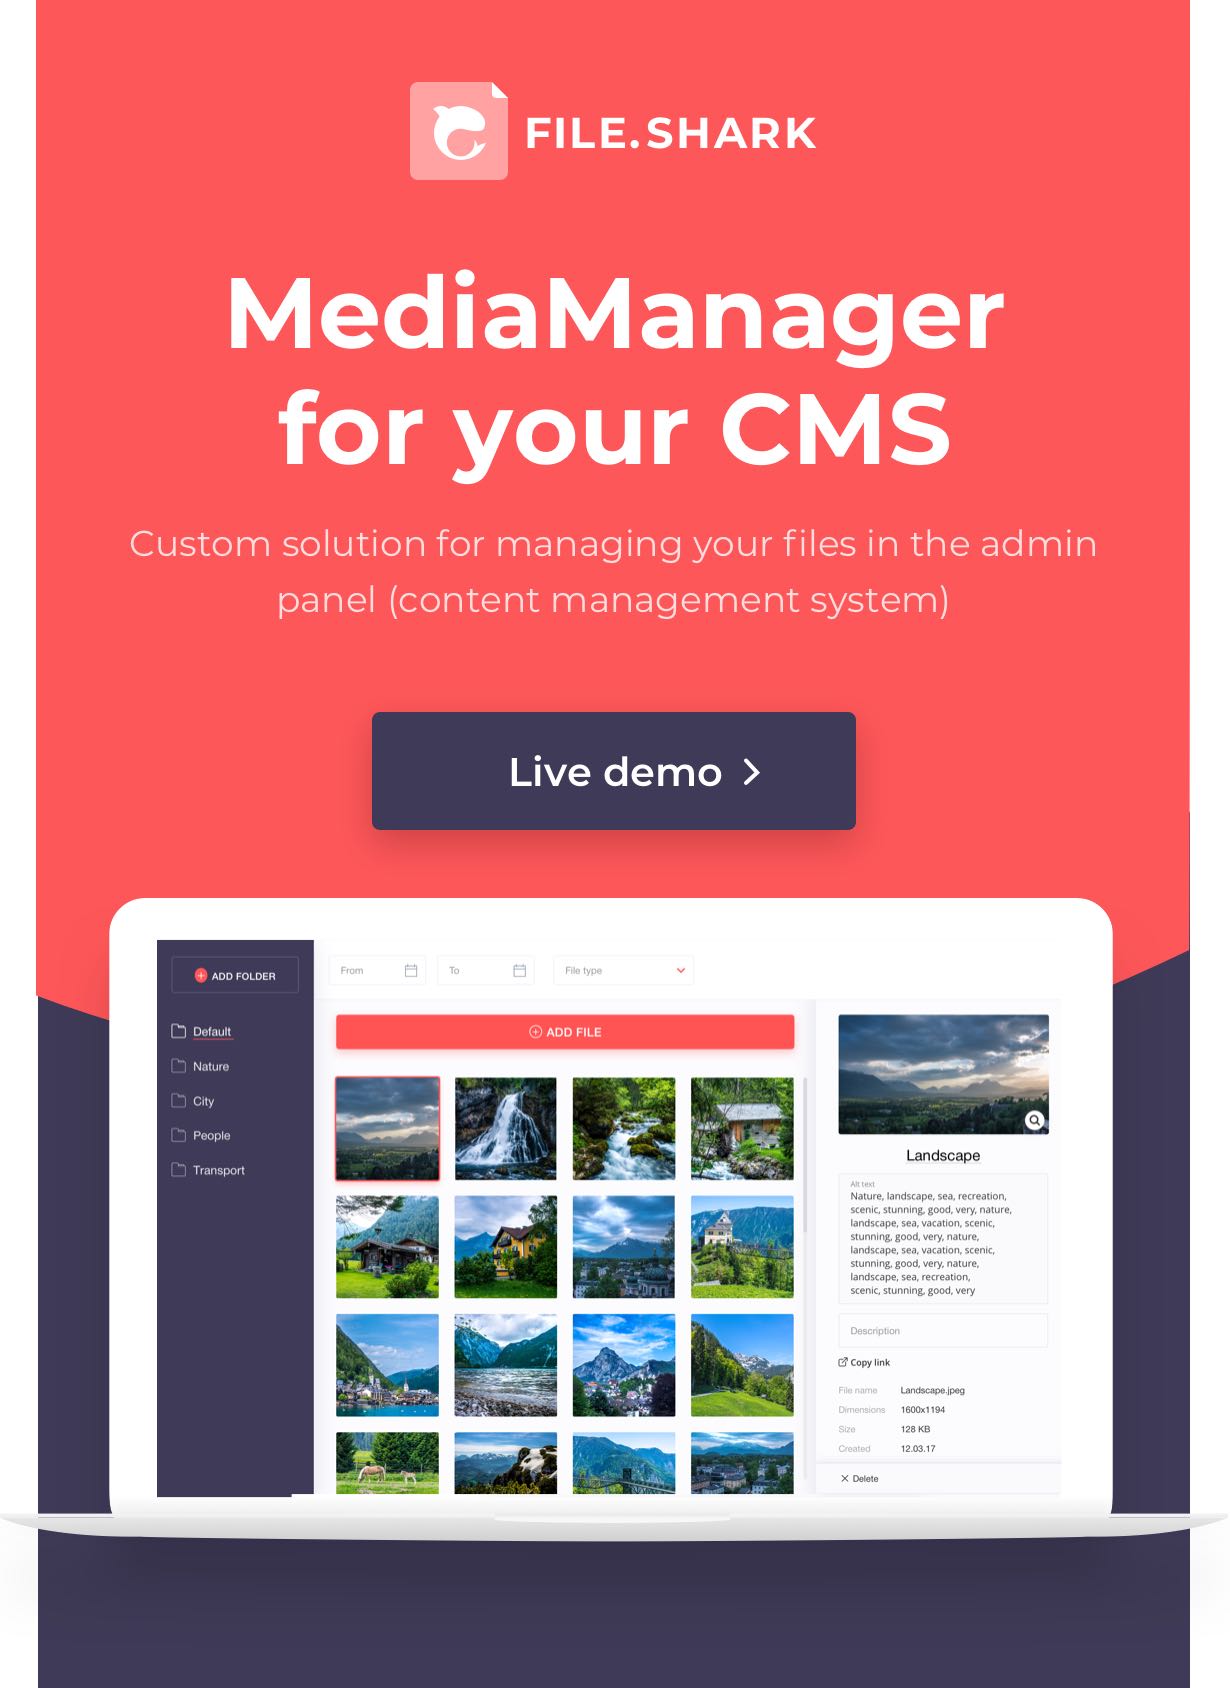 FILE.SHARK
MediaManager
for your CMS
Custom solution for managing your files in the admin
panel (content management system)
Live demo
ADD FOLDER
Default
Nature
City
People
Transport
From
To
File type
ADD FILE
Landscape
Alt text
Nature, landscape, sea, recreation,
scenic, stunning, good, very, nature,
landscape, sea, vacation, scenic,
stunning, good, very, nature,
landscape, sea, vacation, scenic,
stunning, good, very, nature,
landscape, sea, recreation,
scenic, stunning, good, very
Description
Copy link
File name Landscape.jpeg
Dimensions 1600x1194
Size 128 KB
Created 12.03.17
Delete